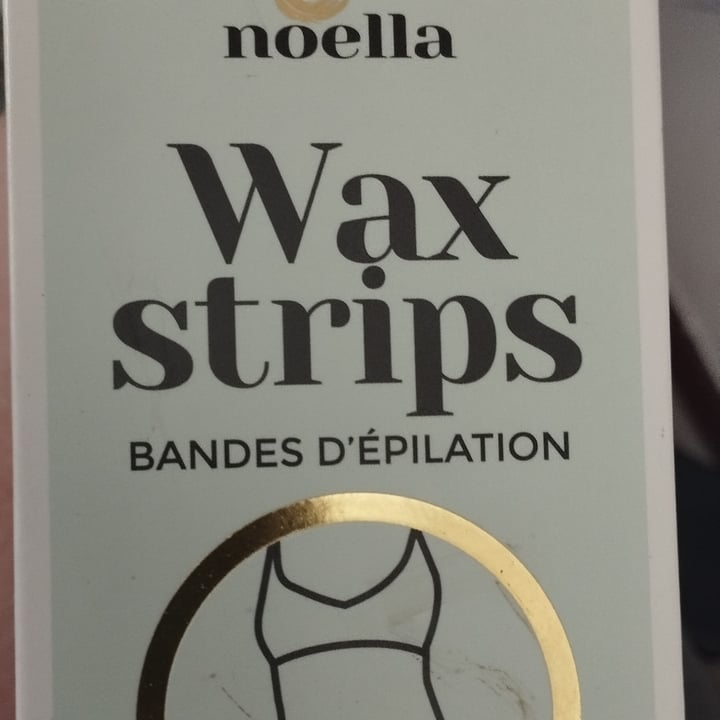 noella
Wax
strips
BANDES D'ÉPILATION